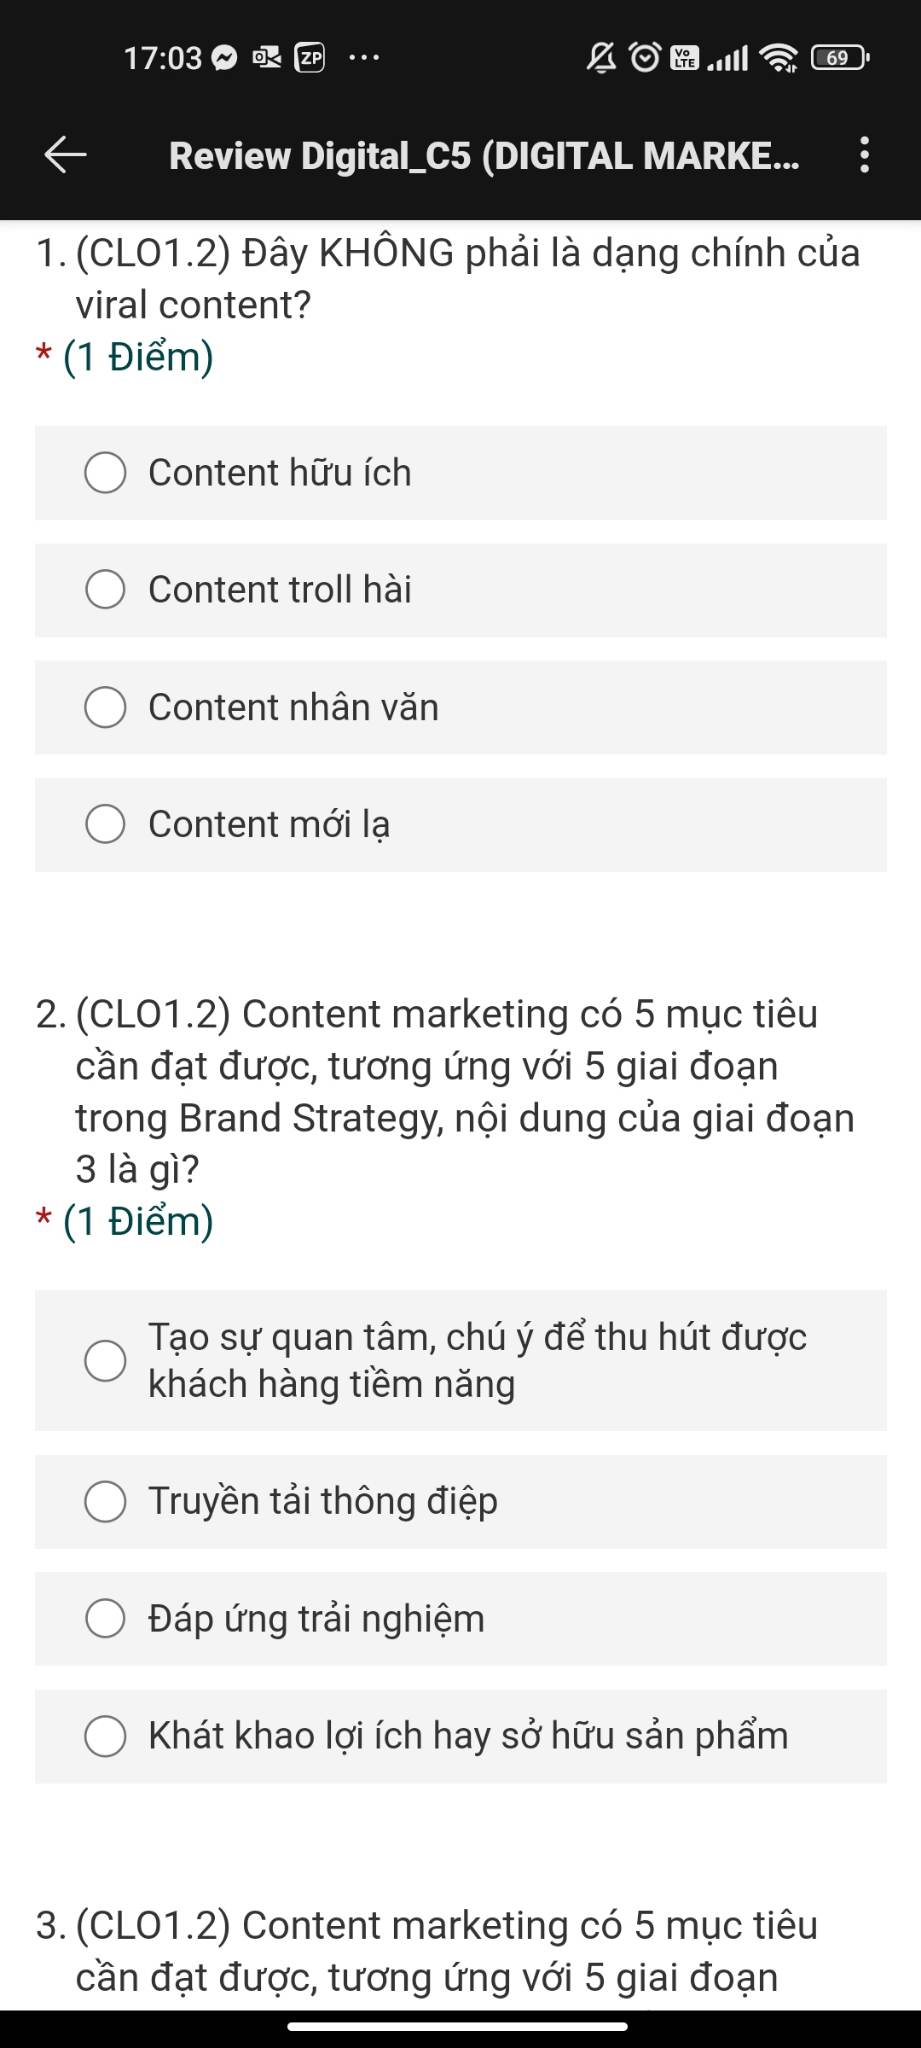 17:03 ZP ... Vo LTE 69
Review Digital_C5 (DIGITAL MARKE...
1. (CLO1.2) Đây KHÔNG phải là dạng chính của
viral content?
* (1 Điểm)
Content hữu ích
Content troll hài
Content nhân văn
Content mới lạ
2. (CLO1.2) Content marketing có 5 mục tiêu
cần đạt được, tương ứng với 5 giai đoạn
trong Brand Strategy, nội dung của giai đoạn
3 là gì?
* (1 Điểm)
Tạo sự quan tâm, chú ý để thu hút được
khách hàng tiềm năng
Truyền tải thông điệp
Đáp ứng trải nghiệm
Khát khao lợi ích hay sở hữu sản phẩm
3. (CLO1.2) Content marketing có 5 mục tiêu
cần đạt được, tương ứng với 5 giai đoạn